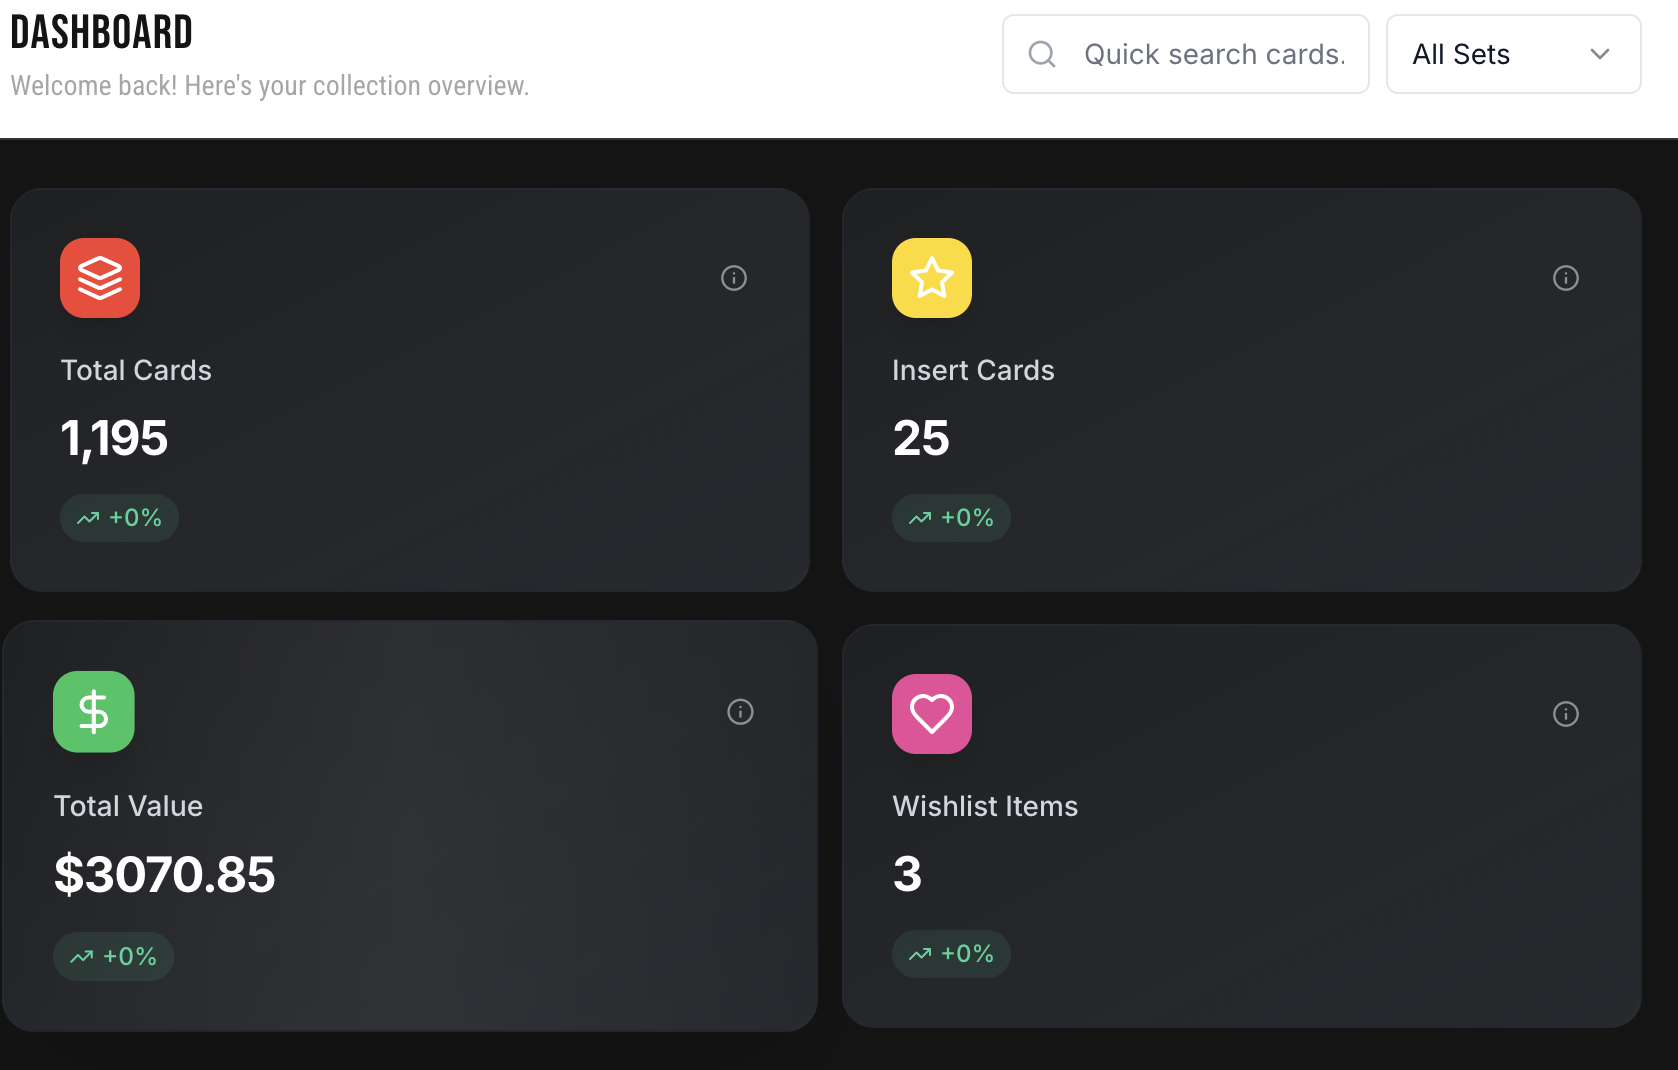 DASHBOARD
Welcome back! Here's your collection overview.
Quick search cards.
All Sets
Total Cards
1,195
+0%
Insert Cards
25
+0%
Total Value
$3070.85
+0%
Wishlist Items
3
+0%